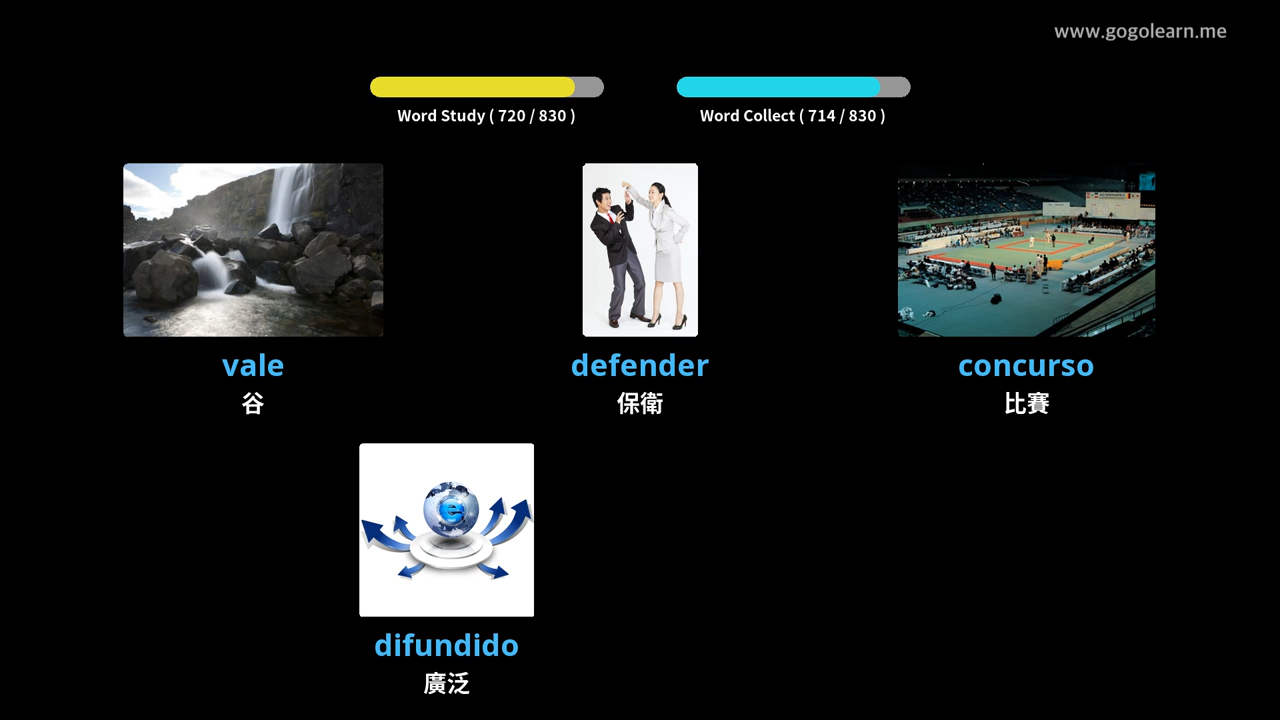 www.gogolearn.me
Word Study ( 720 / 830 )
Word Collect ( 714 / 830 )
vale
谷
defender
保衛
concurso
比賽
e
difundido
廣泛